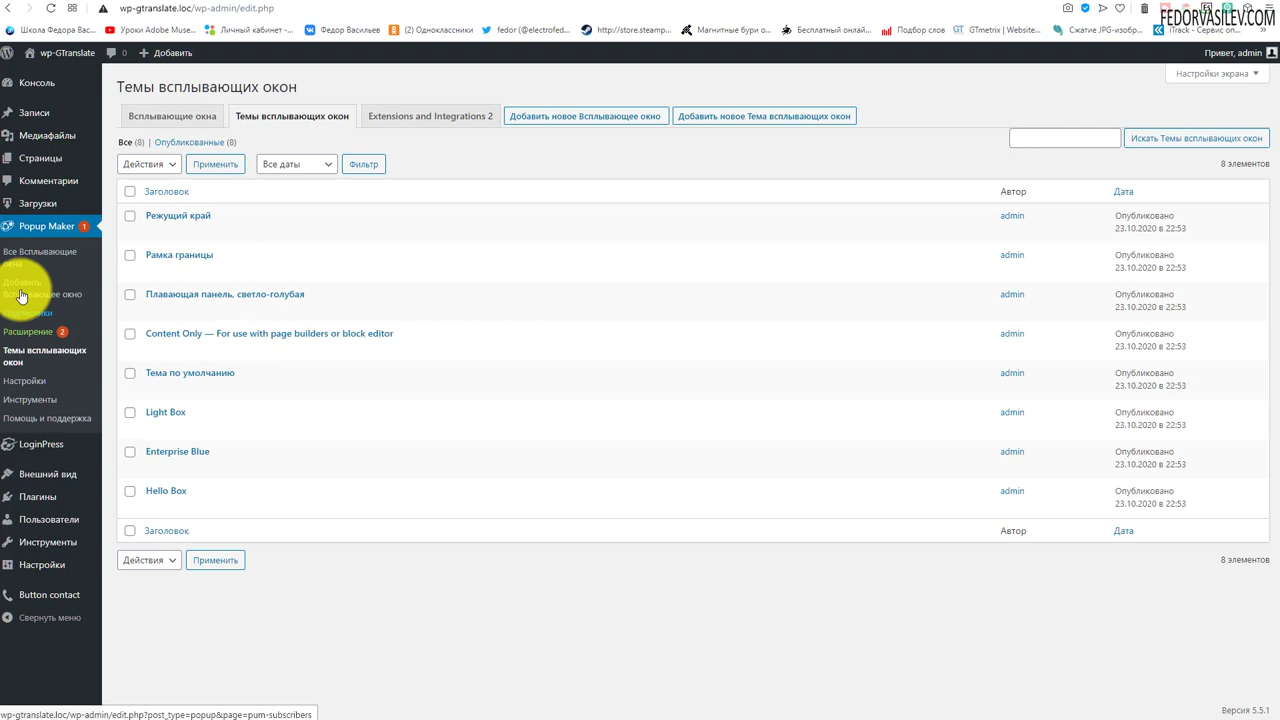 wp-gtranslate.loc/wp-admin/edit.php
FEDORVASILEV.COM
Школа Федора Вас...
Уроки Adobe Muse...
Личный кабинет -...
Федор Васильев
(2) Одноклассники
fedor (@electrofed...
http://store.steamp...
Магнитные бури о...
Бесплатный онлай...
Подбор слов
GTmetrix | Website...
Сжатие JPG-изобр...
iTrack - Сервис оп...
wp-GTranslate
0
Добавить
Привет, admin
Консоль
Записи
Медиафайлы
Страницы
Комментарии
Загрузки
Popup Maker 1
Все Всплывающие
окна
Добавить
Всплывающее окно
Подписчики
Расширение 2
Темы всплывающих
окон
Настройки
Инструменты
Помощь и поддержка
LoginPress
Внешний вид
Плагины
Пользователи
Инструменты
Настройки
Button contact
Свернуть меню
Настройки экрана
Темы всплывающих окон
Всплывающие окна
Темы всплывающих окон
Extensions and Integrations 2
Добавить новое Всплывающее окно
Добавить новое Тема всплывающих окон
Все (8) | Опубликованные (8)
Искать Темы всплывающих окон
Действия
Применить
Все даты
Фильтр
8 элементов
Заголовок Автор Дата
Режущий край admin Опубликовано
23.10.2020 в 22:53
Рамка границы admin Опубликовано
23.10.2020 в 22:53
Плавающая панель, светло-голубая admin Опубликовано
23.10.2020 в 22:53
Content Only — For use with page builders or block editor admin Опубликовано
23.10.2020 в 22:53
Тема по умолчанию admin Опубликовано
23.10.2020 в 22:53
Light Box admin Опубликовано
23.10.2020 в 22:53
Enterprise Blue admin Опубликовано
23.10.2020 в 22:53
Hello Box admin Опубликовано
23.10.2020 в 22:53
Заголовок Автор Дата
Действия
Применить
8 элементов
Версия 5.5.1
wp-gtranslate.loc/wp-admin/edit.php?post_type=popup&page=pum-subscribers